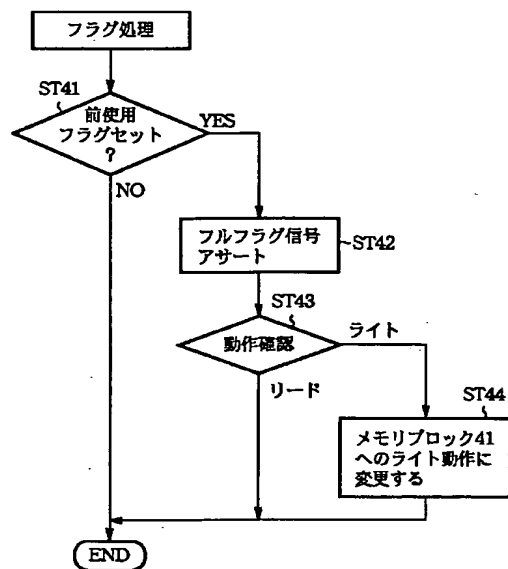 フラグ処理
ST41
前使用
フラグセット
?
YES
NO
フルフラグ信号
アサート
ST42
ST43
動作確認
ライト
リード
ST44
メモリブロック41
へのライト動作に
変更する
END